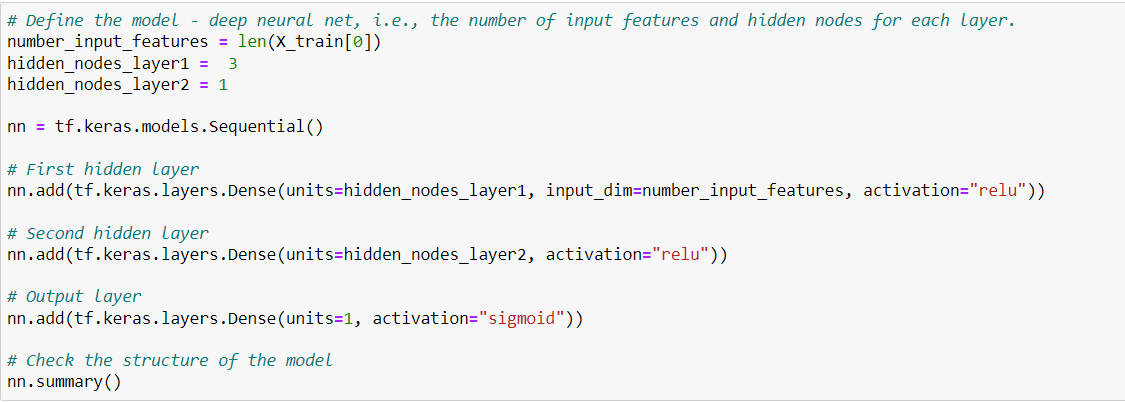 # Define the model - deep neural net, i.e., the number of input features and hidden nodes for each layer.
number_input_features = len(X_train[0])
hidden_nodes_layer1 =  3
hidden_nodes_layer2 = 1
nn = tf.keras.models.Sequential()
# First hidden layer
nn.add(tf.keras.layers.Dense(units=hidden_nodes_layer1, input_dim=number_input_features, activation="relu"))
# Second hidden layer
nn.add(tf.keras.layers.Dense(units=hidden_nodes_layer2, activation="relu"))
# Output layer
nn.add(tf.keras.layers.Dense(units=1, activation="sigmoid"))
# Check the structure of the model
nn.summary()